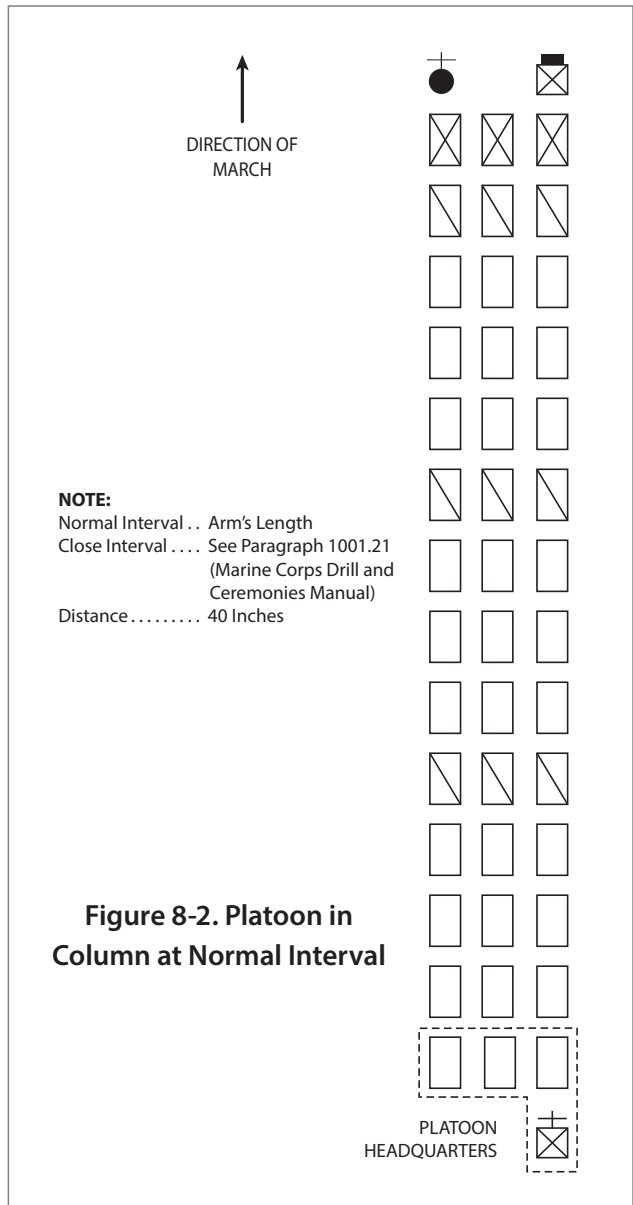 DIRECTION OF
MARCH
NOTE:
Normal Interval . . Arm's Length
Close Interval . . . . See Paragraph 1001.21
(Marine Corps Drill and
Ceremonies Manual)
Distance . . . . . . . . . 40 Inches
Figure 8-2. Platoon in
Column at Normal Interval
PLATOON
HEADQUARTERS